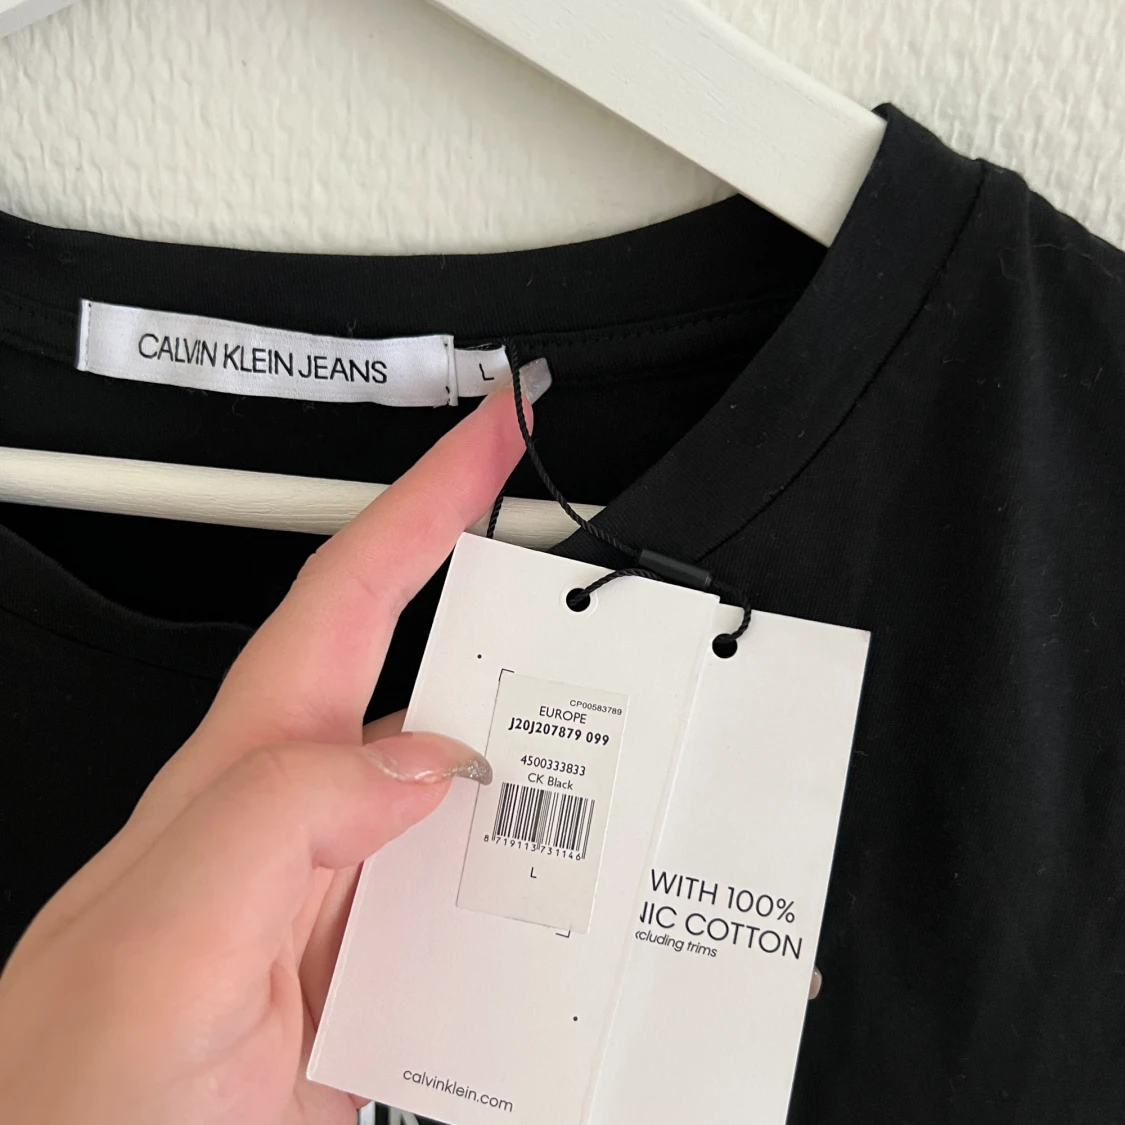 CALVIN KLEIN JEANS
L
CP00583789
EUROPE
J20J207879 099
4500333833
CK Black
8 719113 731146
L
calvinklein.com
WITH 100%
NIC COTTON
xcluding trims